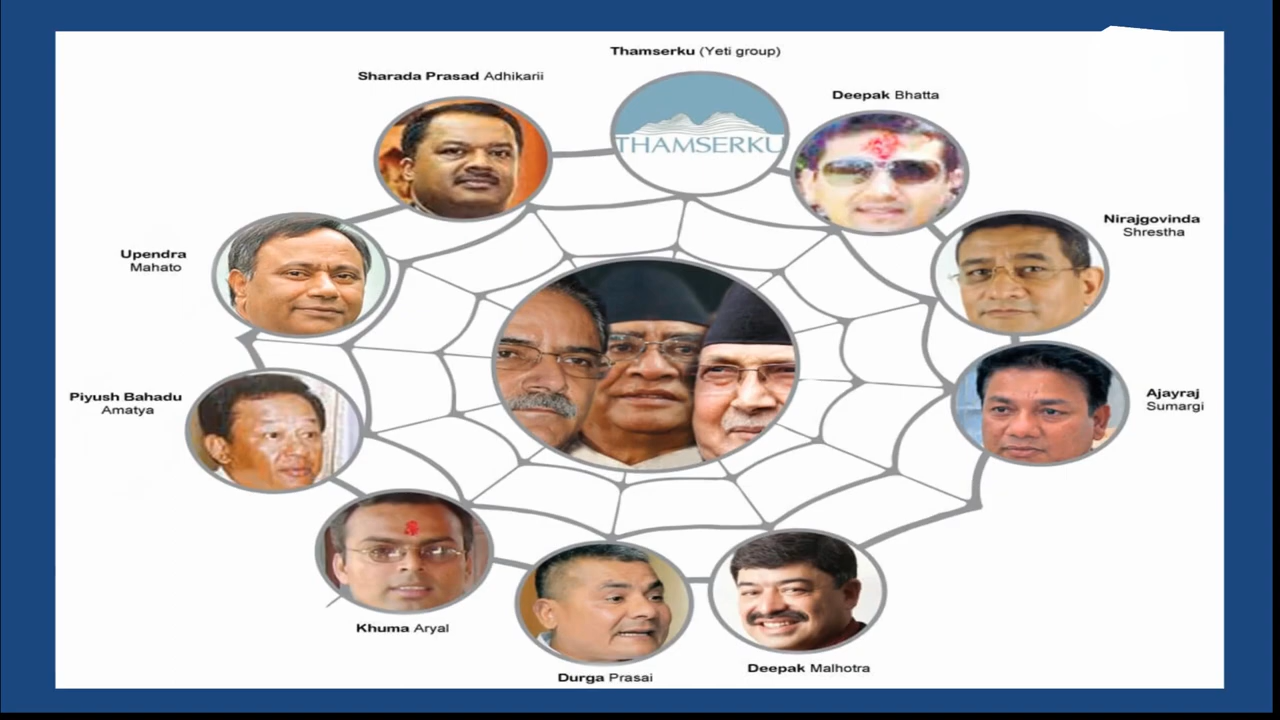 Thamserku (Yeti group)
Sharada Prasad Adhikarii
THAMSERKU
Deepak Bhatta
Nirajgovinda
Shrestha
Upendra
Mahato
Piyush Bahadu
Amatya
Ajayraj
Sumargi
Khuma Aryal
Durga Prasai
Deepak Malhotra